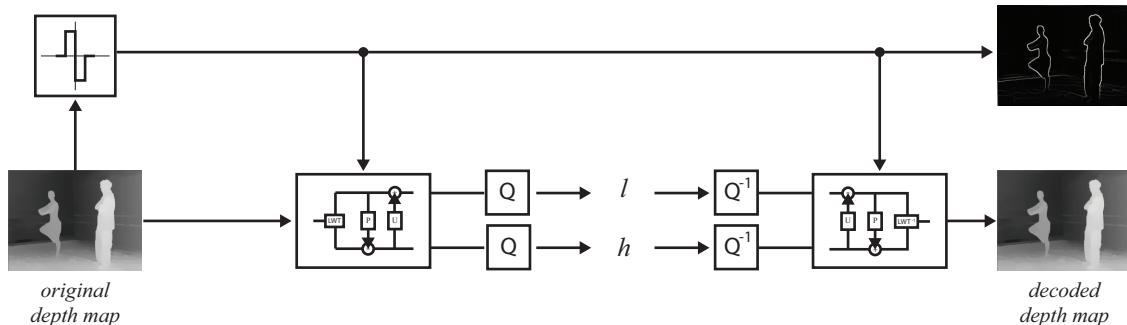 LWT
P
U
Q
l
Q-1
Q
h
Q-1
U
P
LWT-1
original
depth map
decoded
depth map